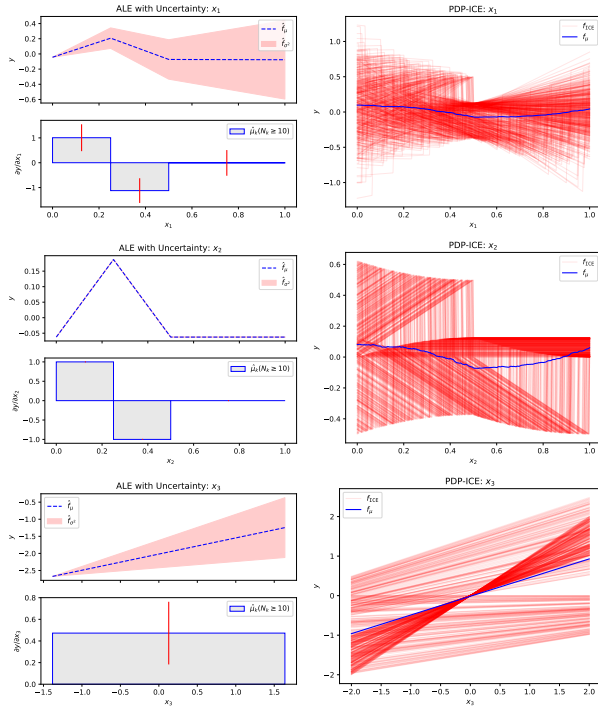 ALE with Uncertainty: x₁
y
0.4
0.2
0.0
−0.2
−0.4
−0.6
f̂_μ
f̂_σ²
∂y/∂x₁
1
0
−1
μ̂_k(N_k ≥ 10)
0.0 0.2 0.4 0.6 0.8 1.0
x₁
PDP-ICE: x₁
y
1.0
0.5
0.0
−0.5
−1.0
f_ICE
f_μ
0.0 0.2 0.4 0.6 0.8 1.0
x₁
ALE with Uncertainty: x₂
y
0.15
0.10
0.05
0.00
−0.05
f̂_μ
f̂_σ²
∂y/∂x₂
1.0
0.5
0.0
−0.5
−1.0
μ̂_k(N_k ≥ 10)
0.0 0.2 0.4 0.6 0.8 1.0
x₂
PDP-ICE: x₂
y
0.6
0.4
0.2
0.0
−0.2
−0.4
f_ICE
f_μ
0.0 0.2 0.4 0.6 0.8 1.0
x₂
ALE with Uncertainty: x₃
y
−0.5
−1.0
−1.5
−2.0
−2.5
f̂_μ
f̂_σ²
∂y/∂x₃
0.8
0.6
0.4
0.2
0.0
μ̂_k(N_k ≥ 10)
−1.5 −1.0 −0.5 0.0 0.5 1.0 1.5
x₃
PDP-ICE: x₃
y
2
1
0
−1
−2
f_ICE
f_μ
−2.0 −1.5 −1.0 −0.5 0.0 0.5 1.0 1.5 2.0
x₃